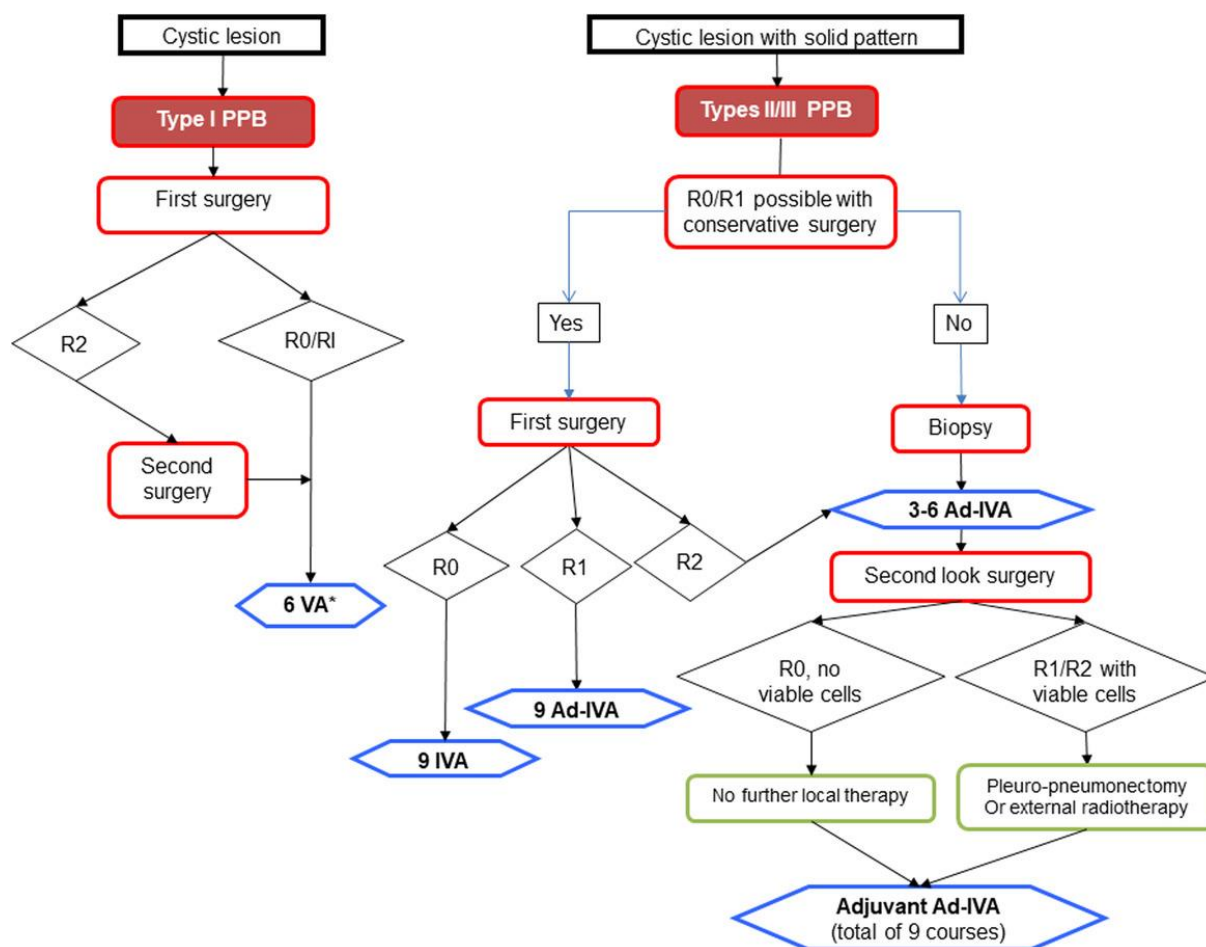 Cystic lesion
Type I PPB
First surgery
R2
R0/RI
Second
surgery
6 VA*
Cystic lesion with solid pattern
Types II/III PPB
R0/R1 possible with
conservative surgery
Yes
No
First surgery
Biopsy
3-6 Ad-IVA
R0
R1
R2
Second look surgery
9 Ad-IVA
9 IVA
R0, no
viable cells
R1/R2 with
viable cells
No further local therapy
Pleuro-pneumonectomy
Or external radiotherapy
Adjuvant Ad-IVA
(total of 9 courses)